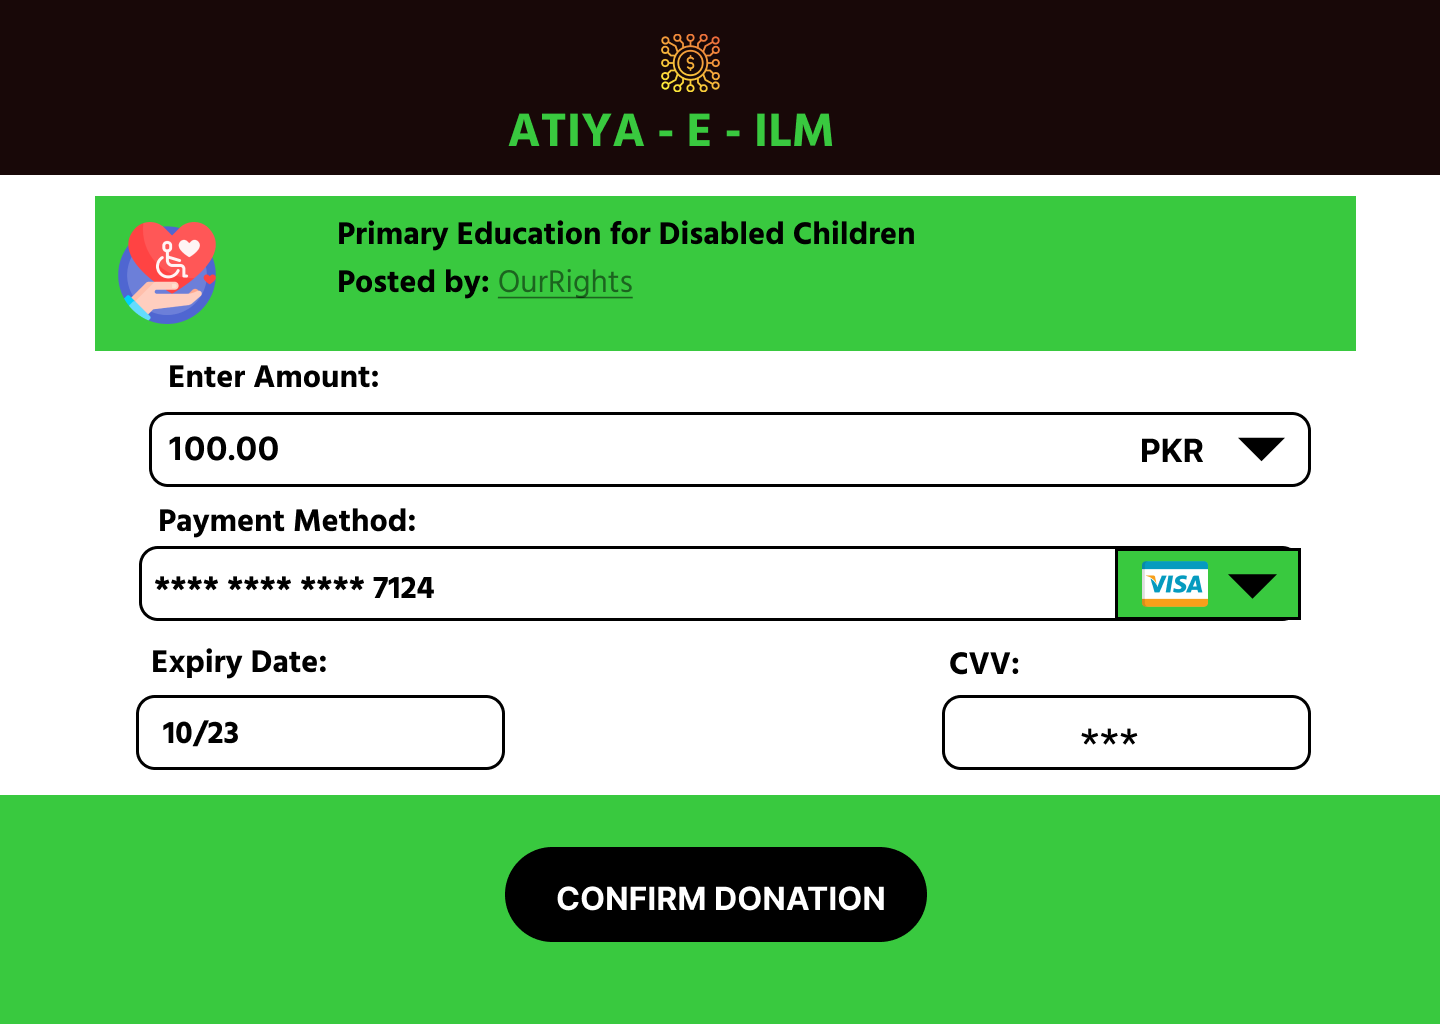 $
ATIYA - E - ILM
Primary Education for Disabled Children
Posted by: OurRights
Enter Amount:
100.00 PKR
Payment Method:
**** **** **** 7124 VISA
Expiry Date: CVV:
10/23 ***
CONFIRM DONATION